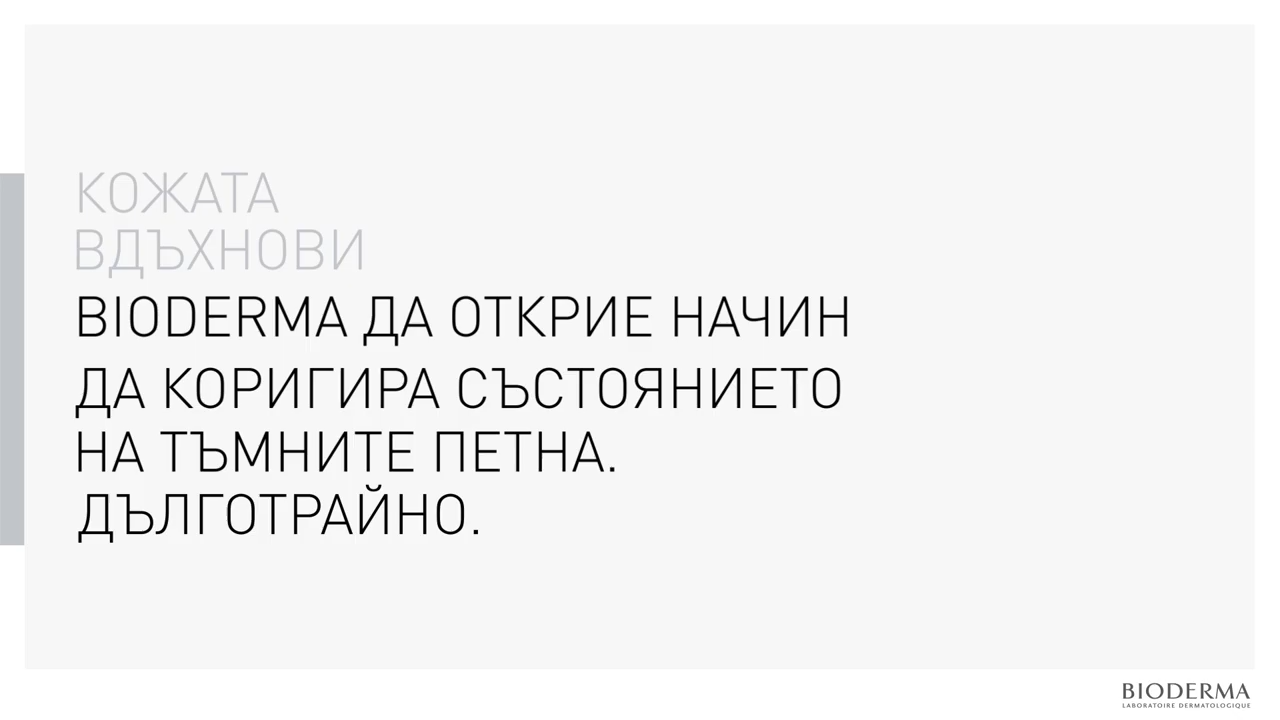 КОЖАТА
ВДЪХНОВИ
BIODERMA ДА ОТКРИЕ НАЧИН
ДА КОРИГИРА СЪСТОЯНИЕТО
НА ТЪМНИТЕ ПЕТНА.
ДЪЛГОТРАЙНО.
BIODERMA
LABORATOIRE DERMATOLOGIQUE